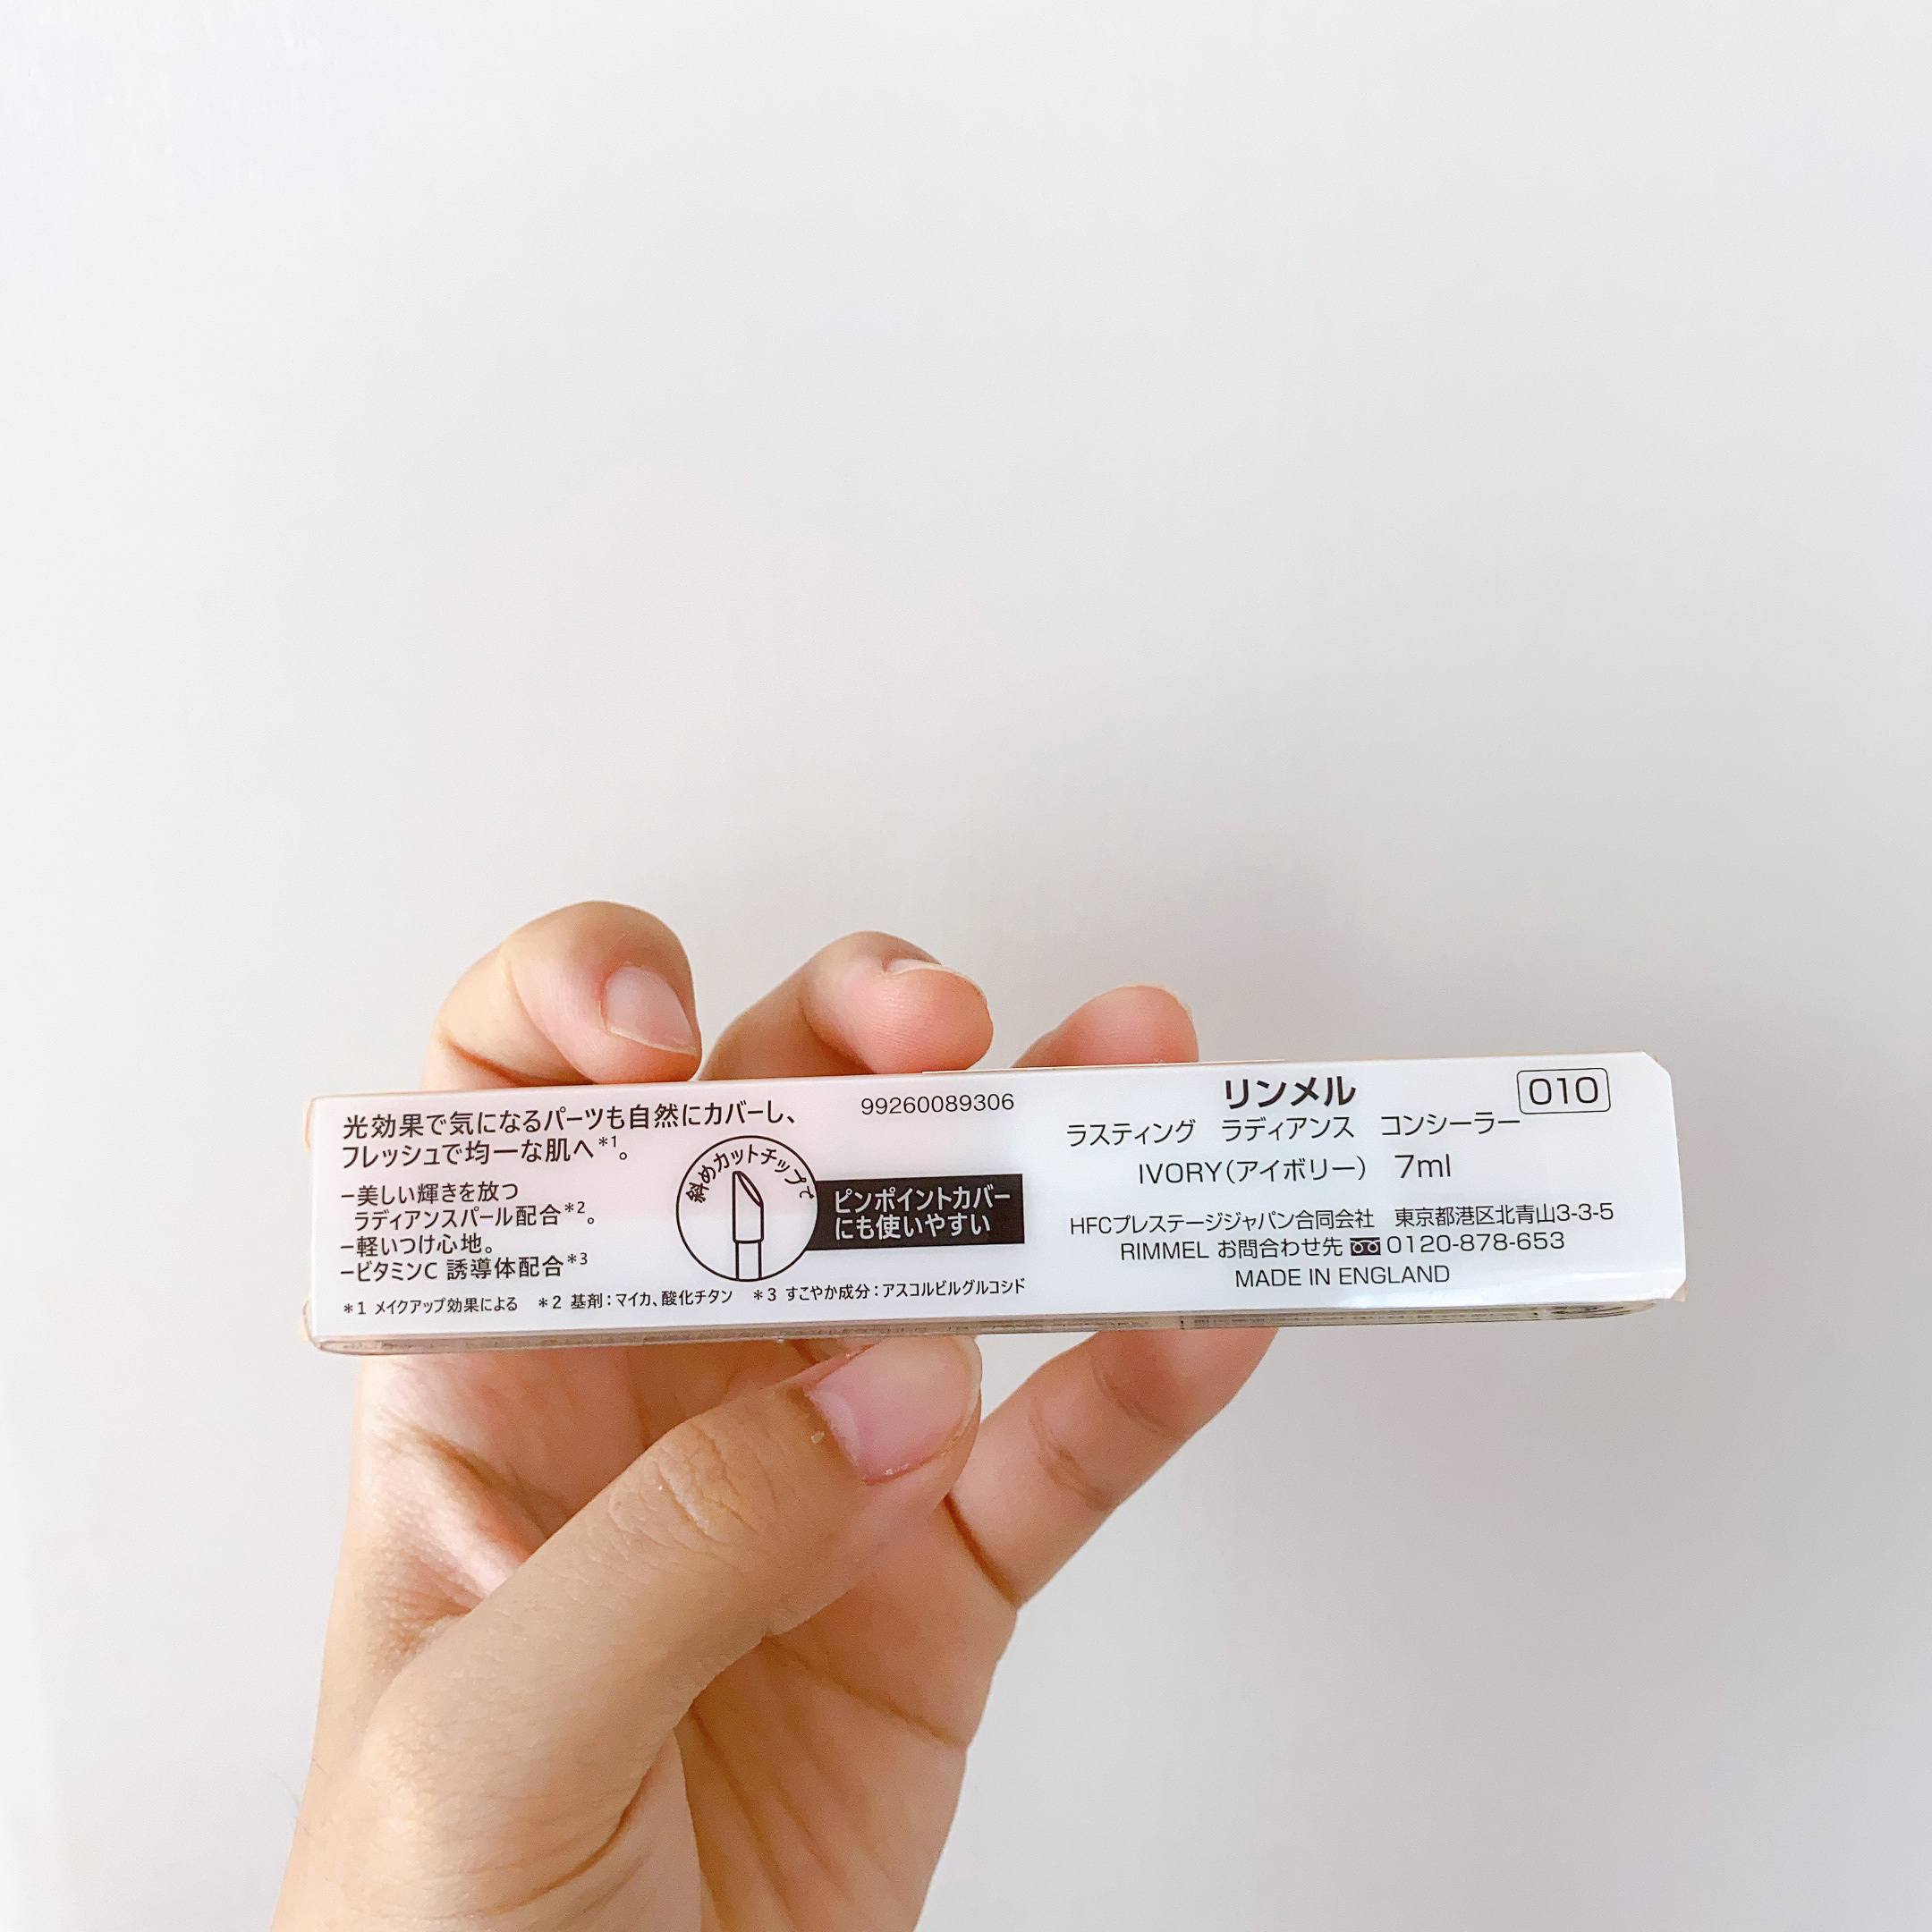 光効果で気になるパーツも自然にカバーし、
フレッシュで均一な肌へ*1。
−美しい輝きを放つ
ラディアンスパール配合*2。
−軽いつけ心地。
−ビタミンC 誘導体配合*3
*1 メイクアップ効果による *2 基剤：マイカ、酸化チタン *3 すこやか成分：アスコルビルグルコシド
99260089306
斜めカットチップで
ピンポイントカバー
にも使いやすい
リンメル
010
ラスティング ラディアンス コンシーラー
IVORY（アイボリー） 7ml
HFCプレステージジャパン合同会社 東京都港区北青山3-3-5
RIMMEL お問合わせ先 0120-878-653
MADE IN ENGLAND